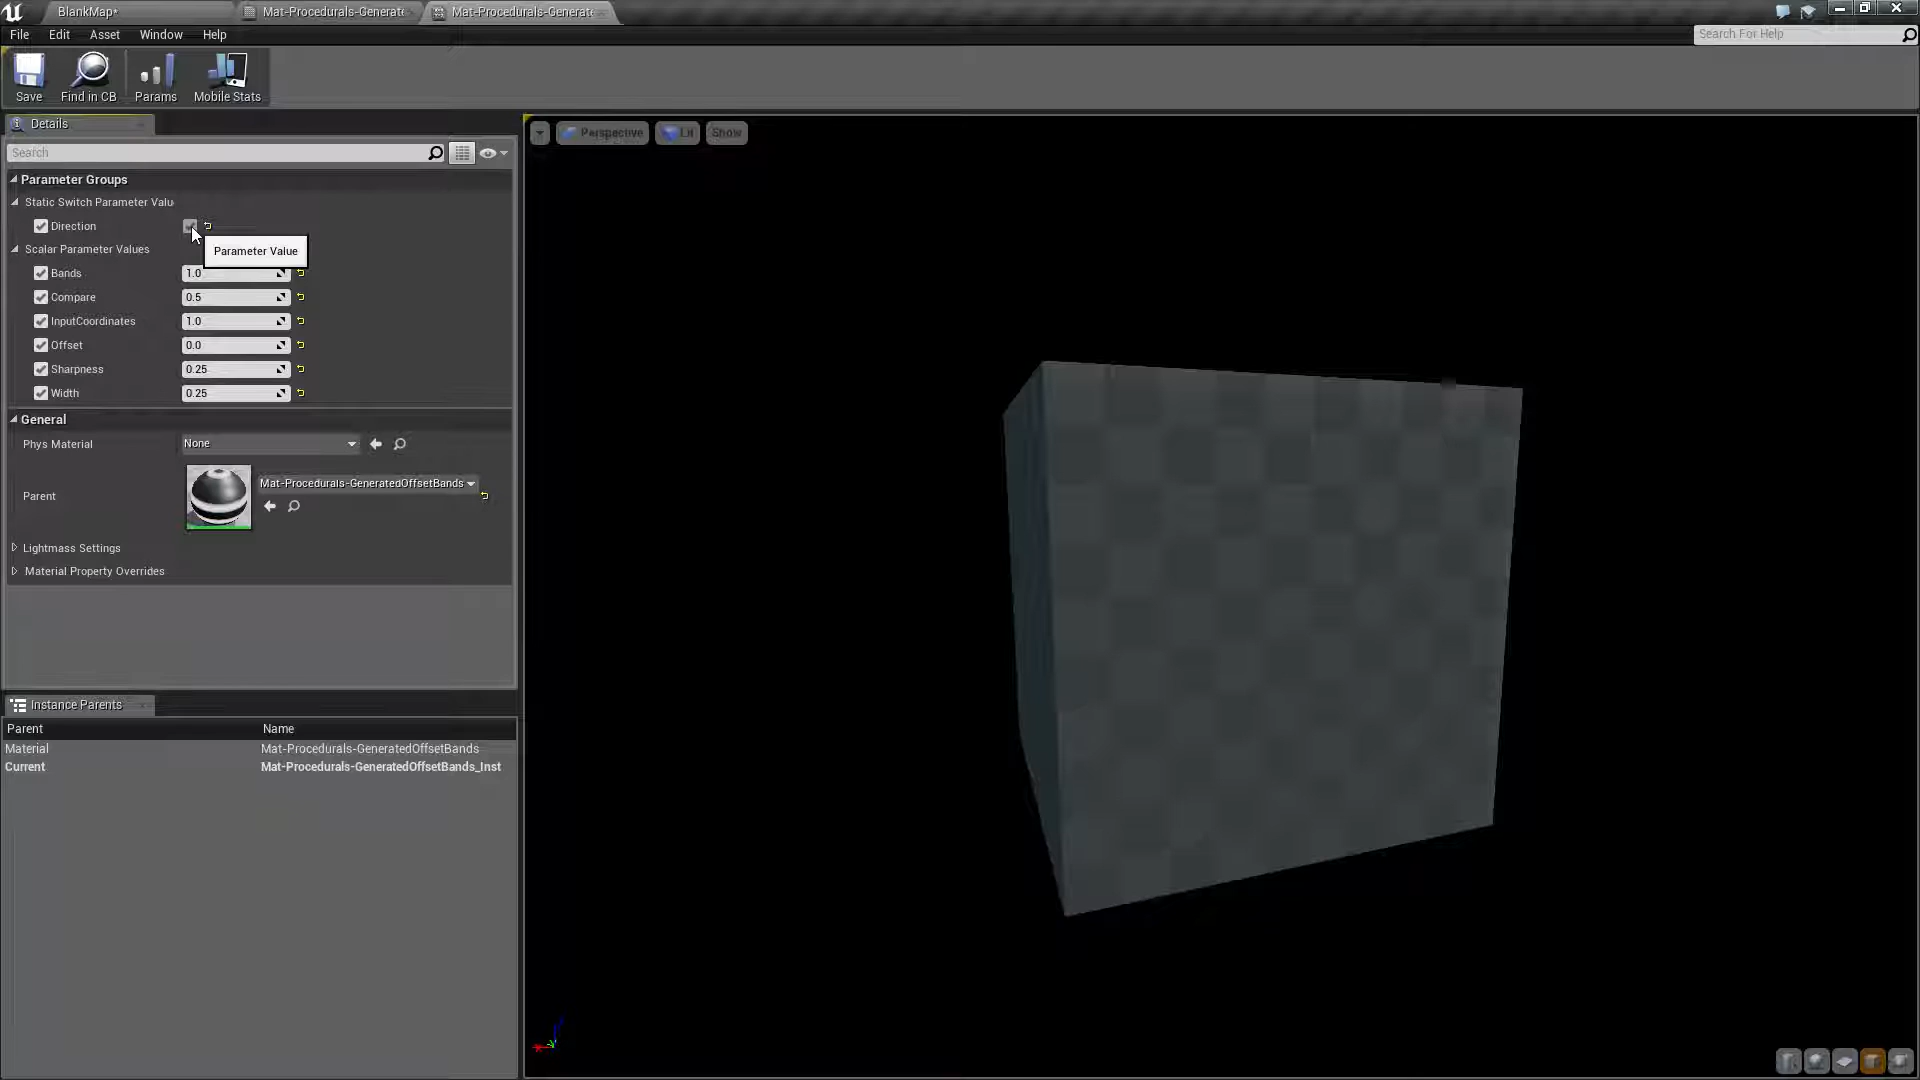 BlankMap*
Mat-Procedurals-Generate
Mat-Procedurals-Generate
File Edit Asset Window Help
Search For Help
Save Find in CB Params Mobile Stats
Details
Perspective Lit Show
Search
Parameter Groups
Static Switch Parameter Valu
Direction
Parameter Value
Scalar Parameter Values
Bands 1.0
Compare 0.5
InputCoordinates 1.0
Offset 0.0
Sharpness 0.25
Width 0.25
General
Phys Material None
Parent Mat-Procedurals-GeneratedOffsetBands
Lightmass Settings
Material Property Overrides
Instance Parents
Parent Name
Material Mat-Procedurals-GeneratedOffsetBands
Current Mat-Procedurals-GeneratedOffsetBands_Inst